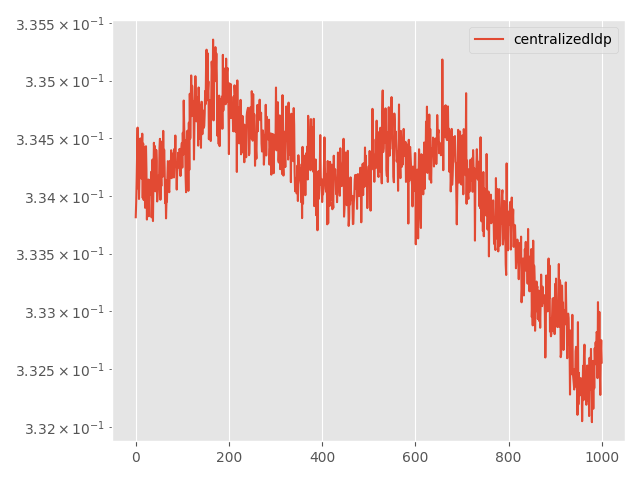 centralizedldp
3.355 × 10⁻¹
3.35 × 10⁻¹
3.345 × 10⁻¹
3.34 × 10⁻¹
3.335 × 10⁻¹
3.33 × 10⁻¹
3.325 × 10⁻¹
3.32 × 10⁻¹
0 200 400 600 800 1000